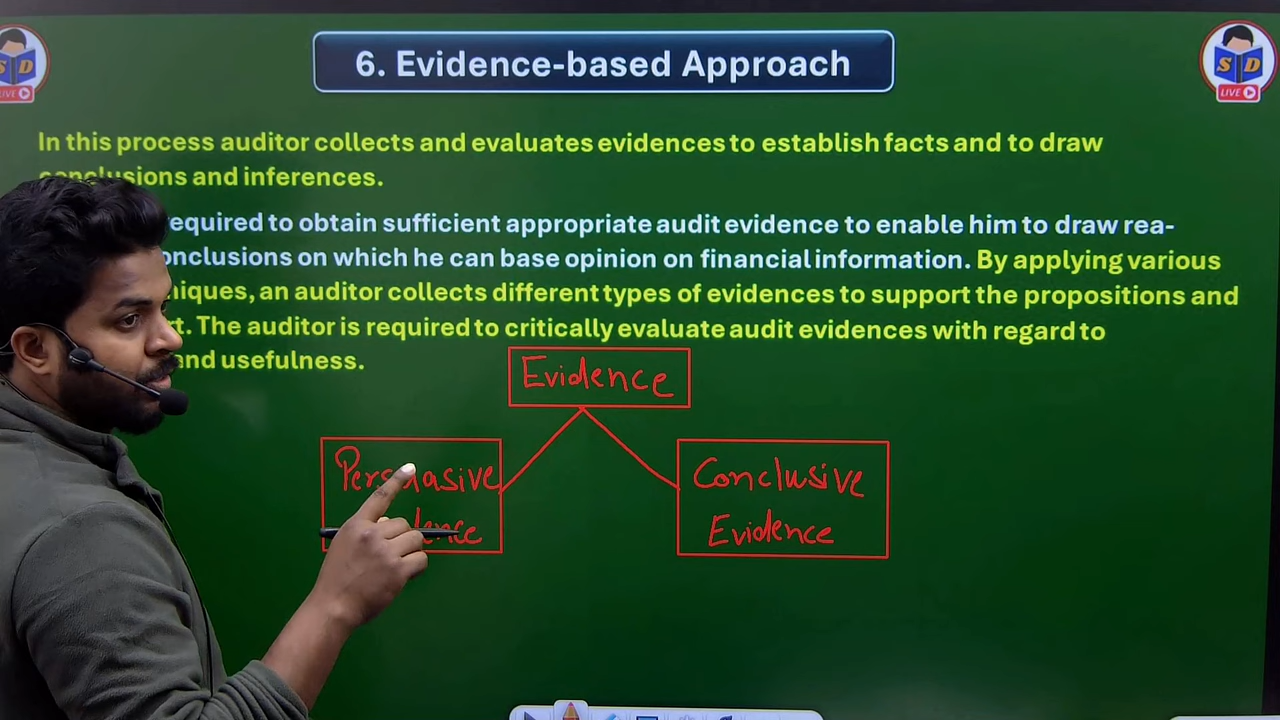 6. Evidence-based Approach
S D
LIVE
S D
LIVE
In this process auditor collects and evaluates evidences to establish facts and to draw
conclusions and inferences.
required to obtain sufficient appropriate audit evidence to enable him to draw rea-
onclusions on which he can base opinion on financial information. By applying various
niques, an auditor collects different types of evidences to support the propositions and
t. The auditor is required to critically evaluate audit evidences with regard to
and usefulness.
Evidence
Persuasive
Conclusive
Evidence